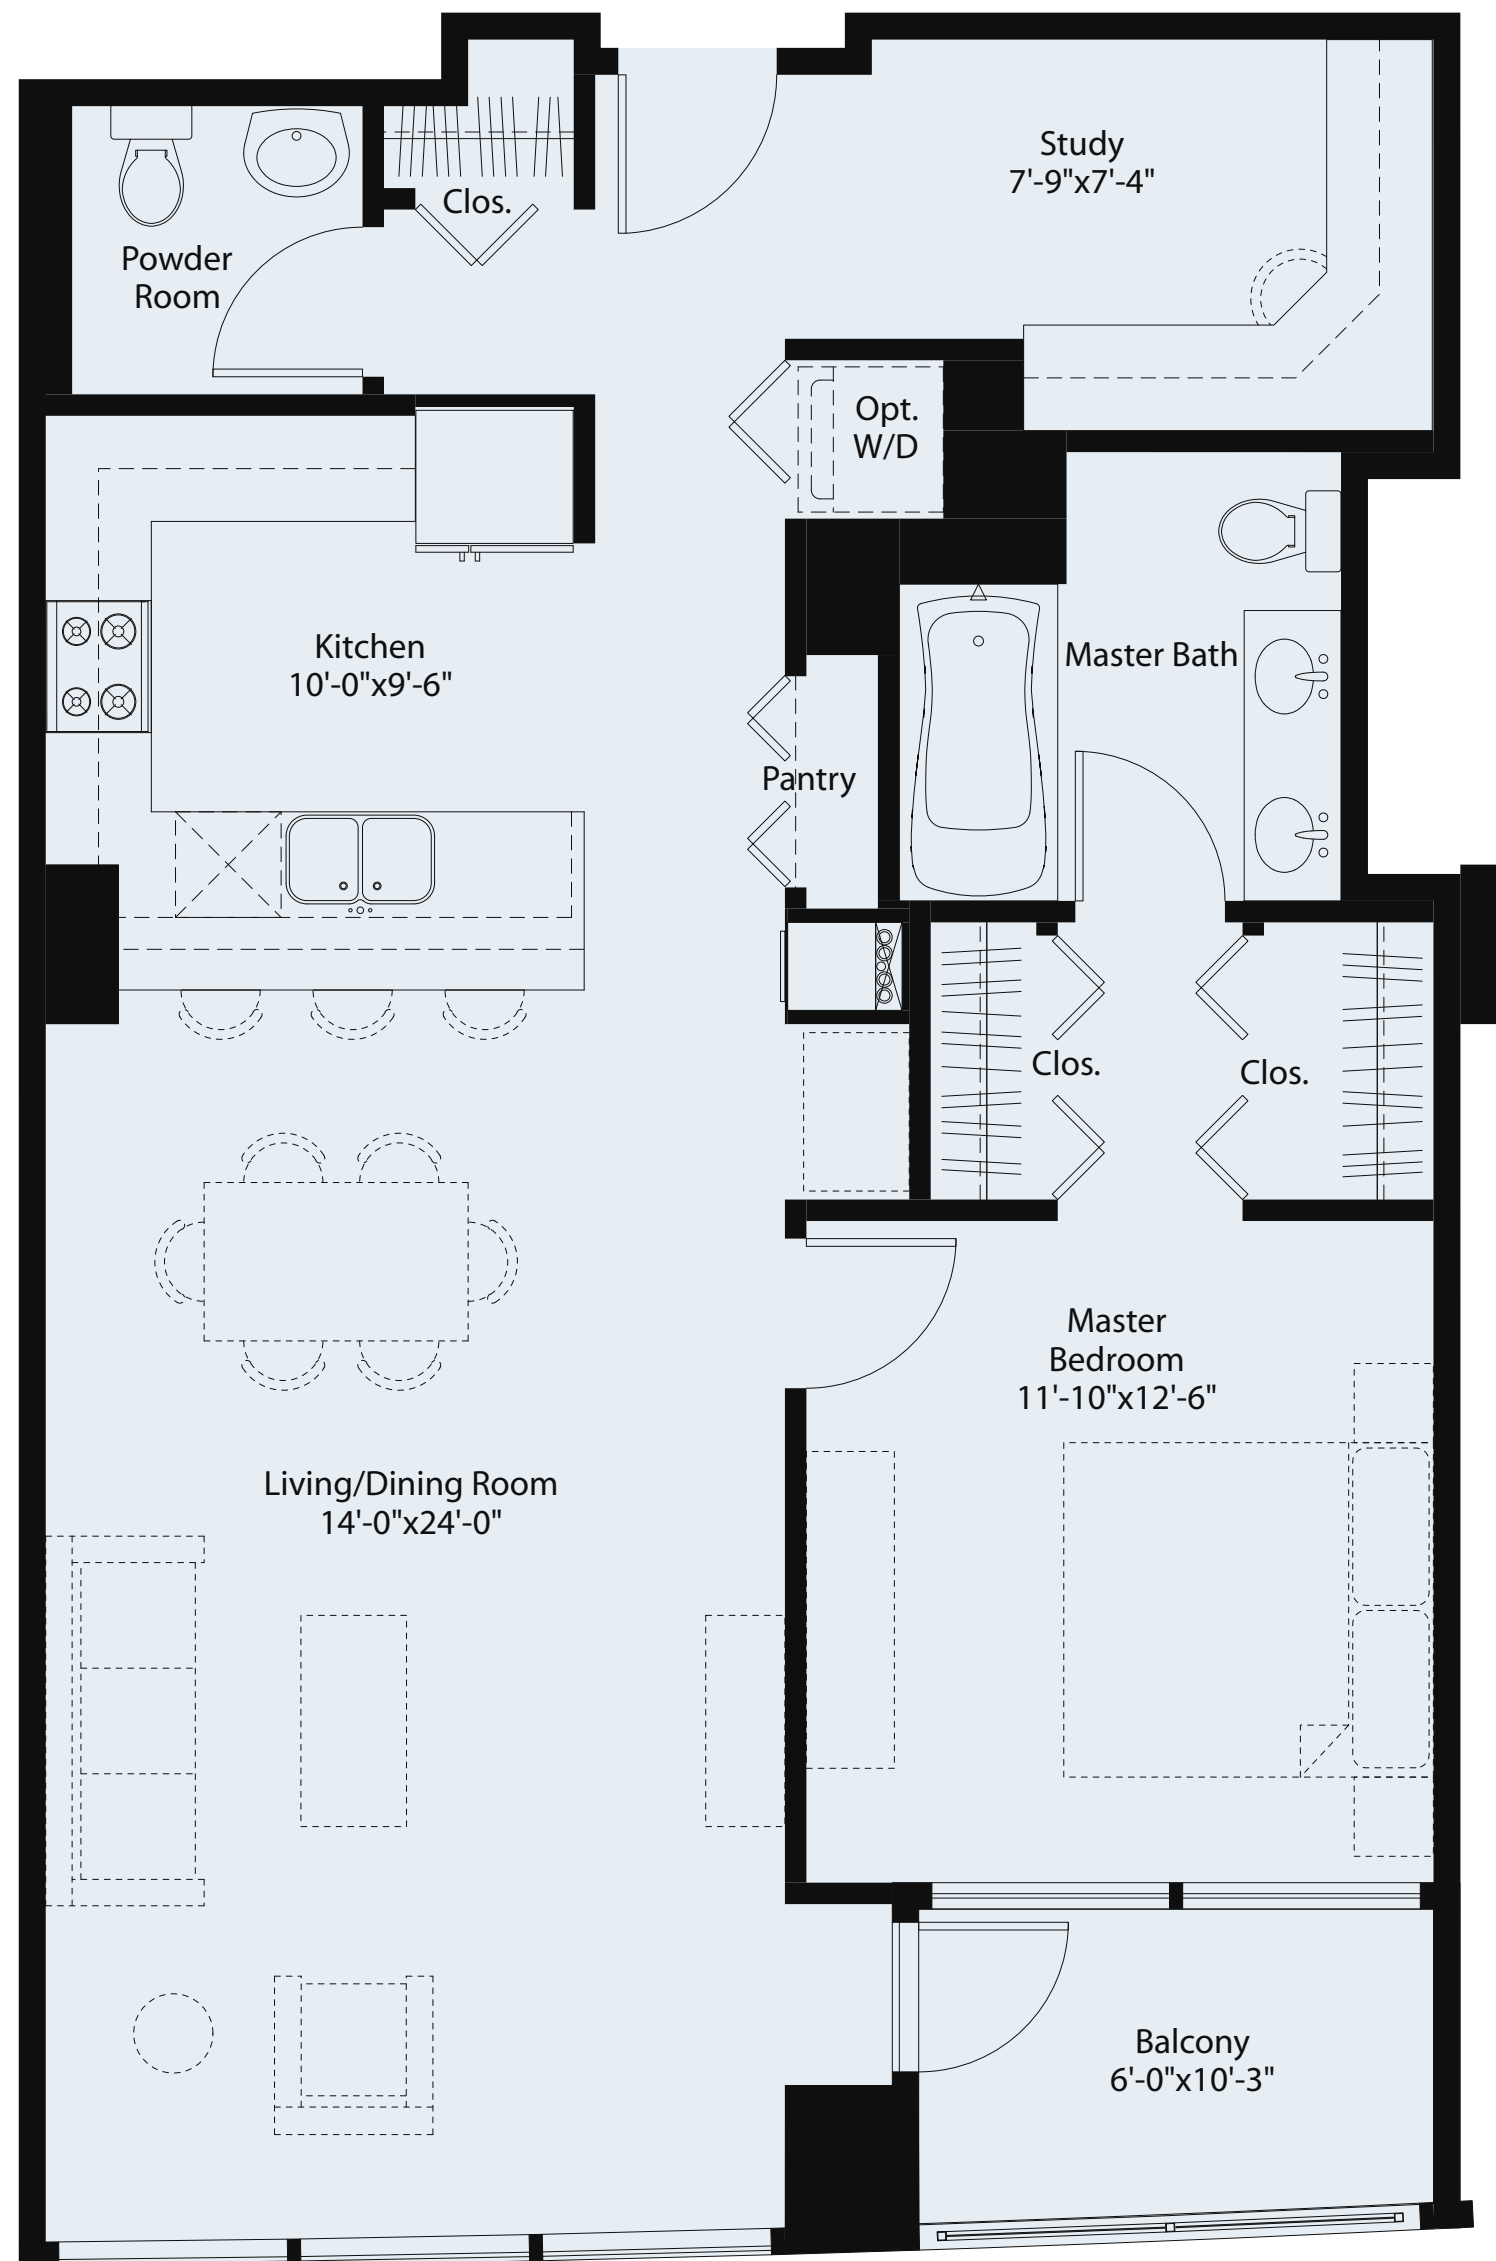 Study
7'-9"x7'-4"
Clos.
Powder
Room
Opt.
W/D
Kitchen
10'-0"x9'-6"
Master Bath
Pantry
Clos.
Clos.
Master
Bedroom
11'-10"x12'-6"
Living/Dining Room
14'-0"x24'-0"
Balcony
6'-0"x10'-3"